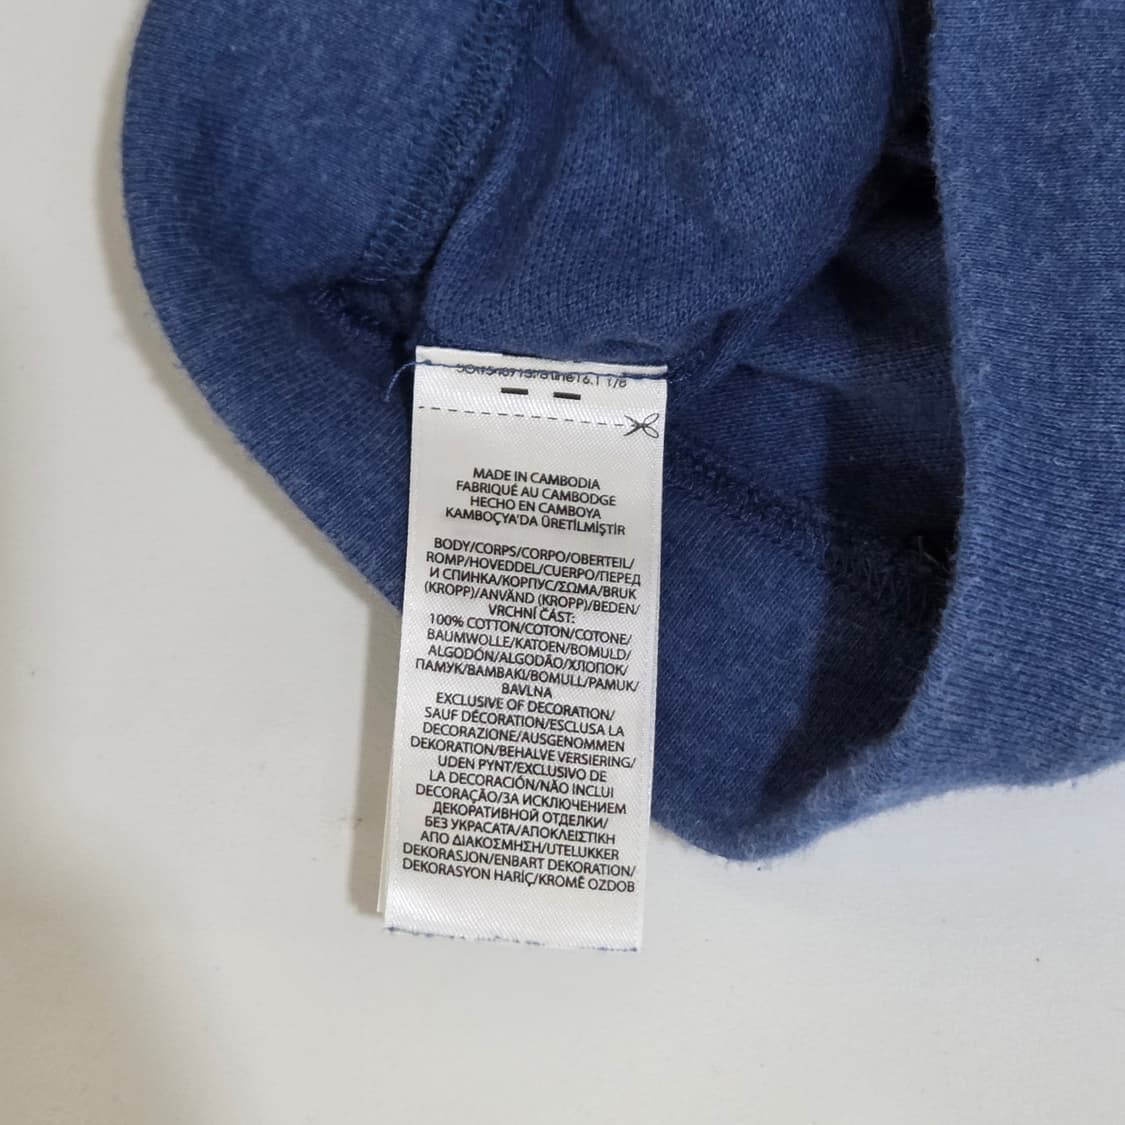 MADE IN CAMBODIA
FABRIQUÉ AU CAMBODGE
HECHO EN CAMBOYA
KAMBOÇYA'DA ÜRETİLMİŞTİR
BODY/CORPS/CORPO/OBERTEIL/
ROMP/HOVEDDEL/CUERPO/ПЕРЕД
И СПИНКА/КОРПУС/ΣΩΜΑ/BRUK
(KROPP)/ANVÄND (KROPP)/BEDEN/
VRCHNÍ ČÁST:
100% COTTON/COTON/COTONE/
BAUMWOLLE/KATOEN/BOMULD/
ALGODÓN/ALGODÃO/ХЛОПОК/
ПАМУК/ΒΑΜΒΑΚΙ/BOMULL/PAMUK/
BAVLNA
EXCLUSIVE OF DECORATION/
SAUF DÉCORATION/ESCLUSA LA
DECORAZIONE/AUSGENOMMEN
DEKORATION/BEHALVE VERSIERING/
UDEN PYNT/EXCLUSIVO DE
LA DECORACIÓN/NÃO INCLUI
DECORAÇÃO/ЗА ИСКЛЮЧЕНИЕМ
ДЕКОРАТИВНОЙ ОТДЕЛКИ/
БЕЗ УКРАСАТА/ΑΠΟΚΛΕΙΣΤΙΚΗ
ΑΠΟ ΔΙΑΚΟΣΜΗΣΗ/UTELUKKER
DEKORASJON/ENBART DEKORATION/
DEKORASYON HARİÇ/KROMĚ OZDOB